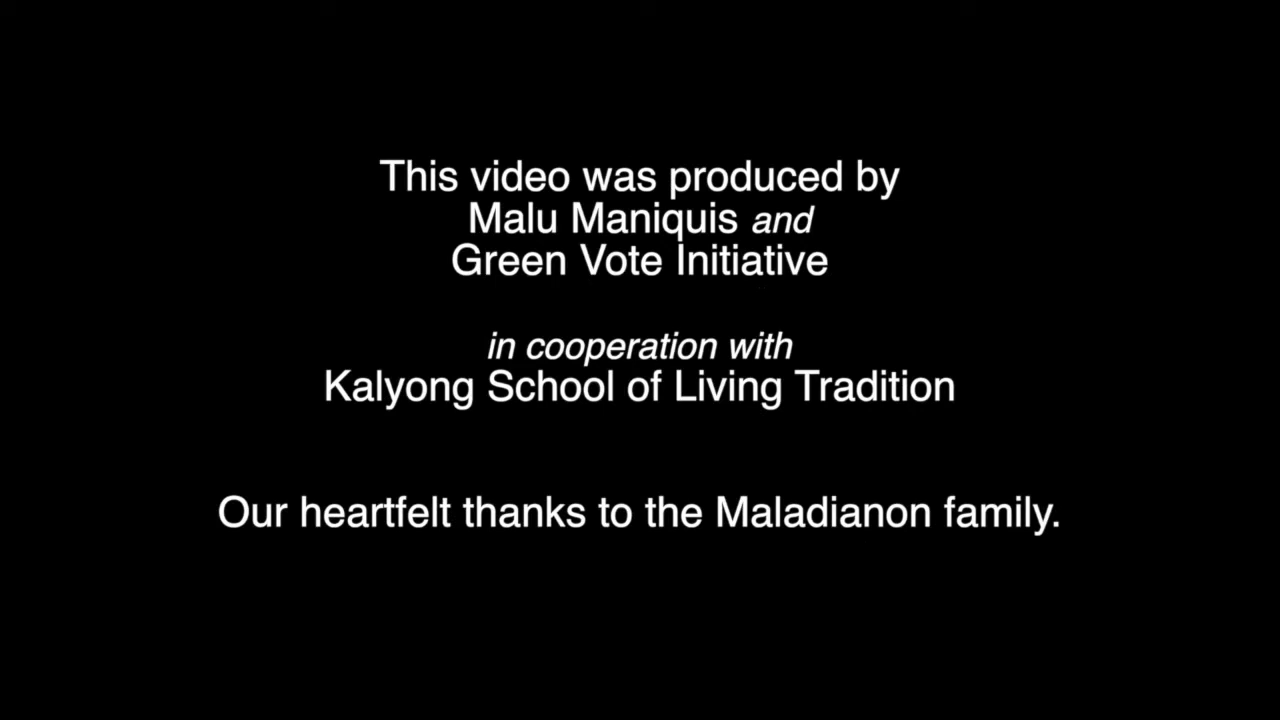 This video was produced by
Malu Maniquis and
Green Vote Initiative
in cooperation with
Kalyong School of Living Tradition
Our heartfelt thanks to the Maladianon family.